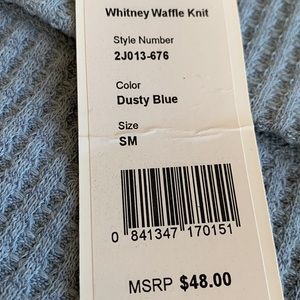 Whitney Waffle Knit
Style Number
2J013-676
Color
Dusty Blue
Size
SM
0 841347 170151
MSRP $48.00